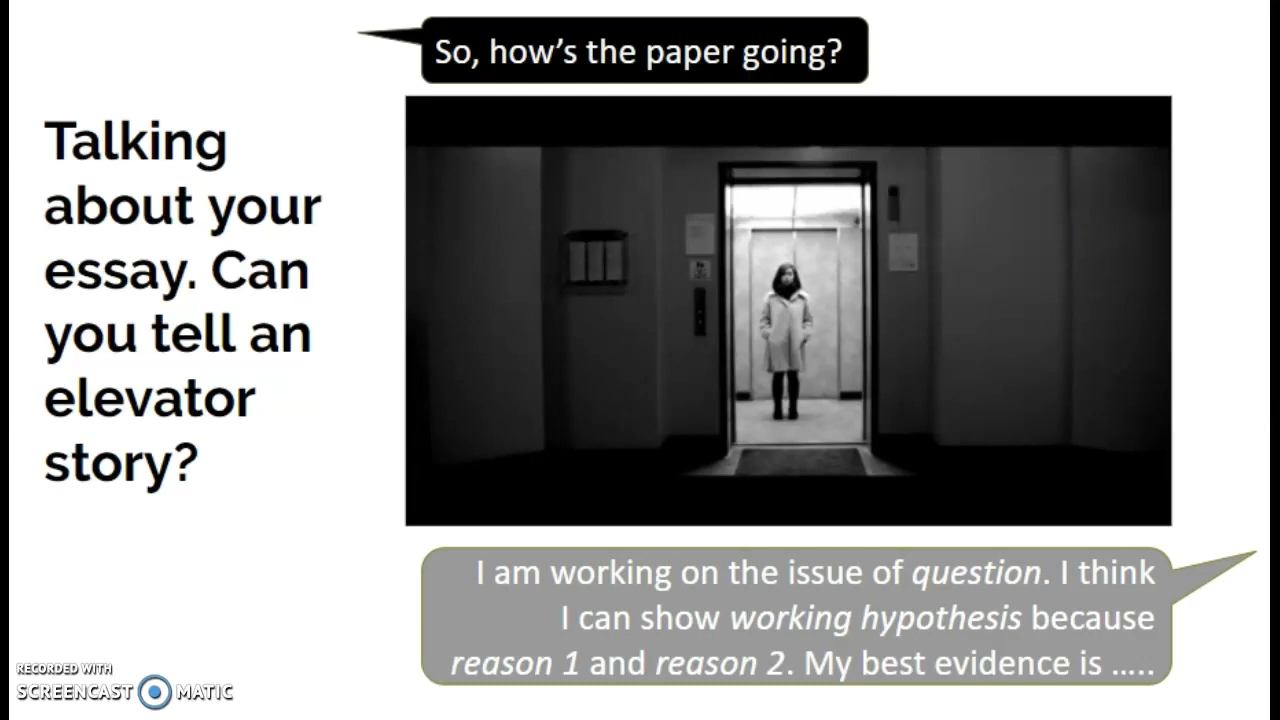 So, how's the paper going?
Talking
about your
essay. Can
you tell an
elevator
story?
I am working on the issue of question. I think
I can show working hypothesis because
reason 1 and reason 2. My best evidence is .....
RECORDED WITH
SCREENCAST MATIC